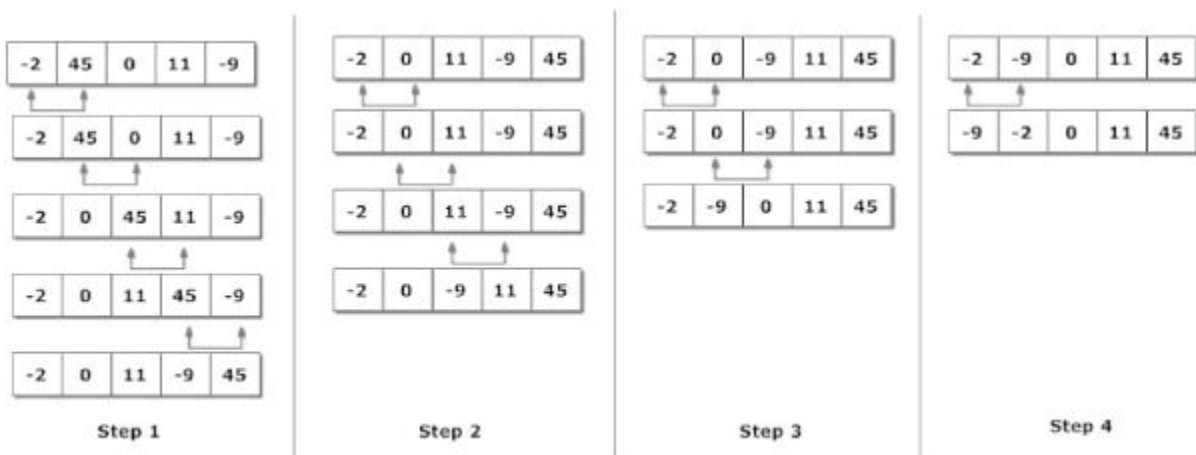 -2 45 0 11 -9
-2 45 0 11 -9
-2 0 45 11 -9
-2 0 11 45 -9
-2 0 11 -9 45
Step 1
-2 0 11 -9 45
-2 0 11 -9 45
-2 0 11 -9 45
-2 0 -9 11 45
Step 2
-2 0 -9 11 45
-2 0 -9 11 45
-2 -9 0 11 45
Step 3
-2 -9 0 11 45
-9 -2 0 11 45
Step 4